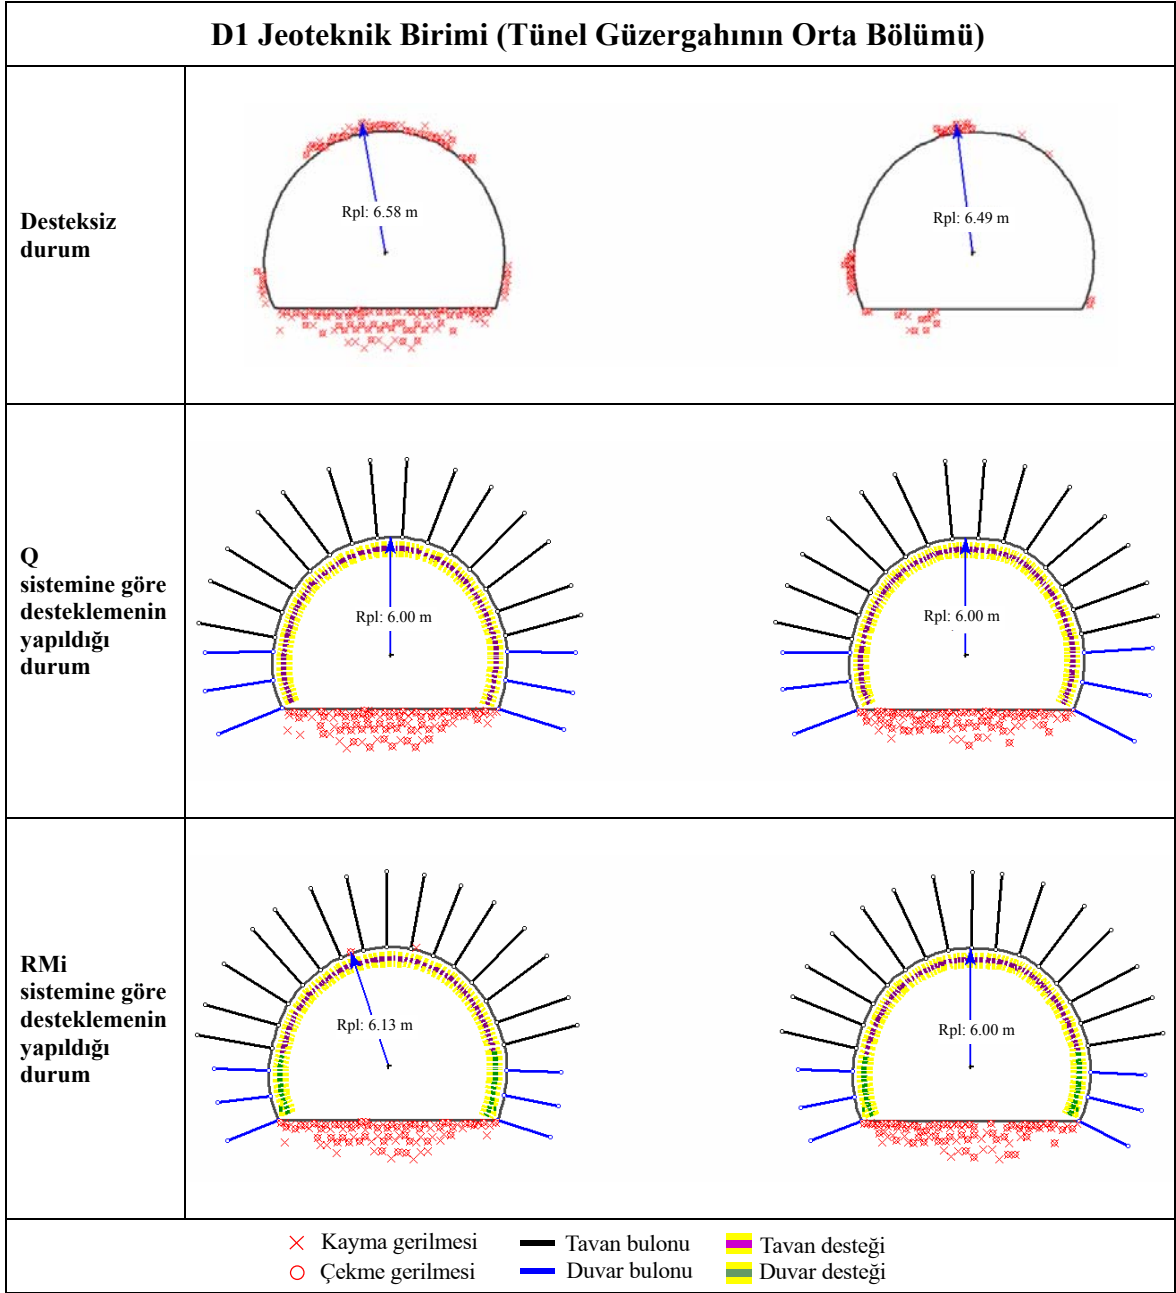 D1 Jeoteknik Birimi (Tünel Güzergahının Orta Bölümü)
Desteksiz
durum
Rpl: 6.58 m
Rpl: 6.49 m
Q
sistemine göre
desteklemenin
yapıldığı
durum
Rpl: 6.00 m
Rpl: 6.00 m
RMi
sistemine göre
desteklemenin
yapıldığı
durum
Rpl: 6.13 m
Rpl: 6.00 m
Kayma gerilmesi
Tavan bulonu
Tavan desteği
Çekme gerilmesi
Duvar bulonu
Duvar desteği